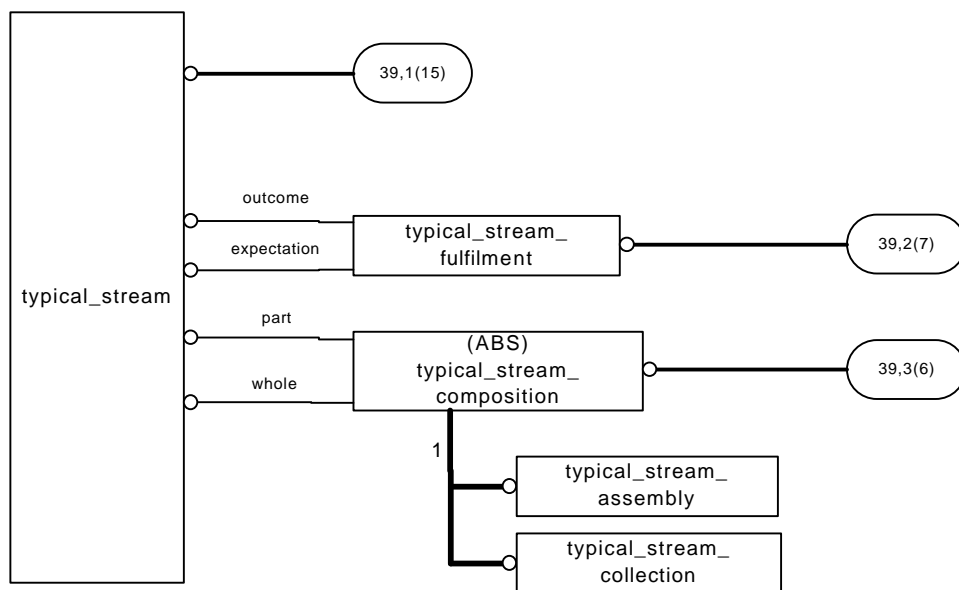 39,1(15)
outcome
typical_stream_
fulfilment
39,2(7)
expectation
typical_stream
part
(ABS)
typical_stream_
composition
39,3(6)
whole
1
typical_stream_
assembly
typical_stream_
collection